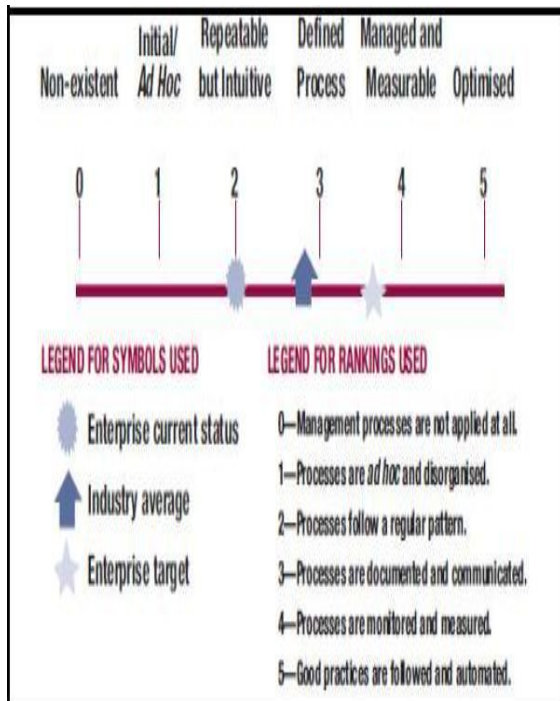 Non-existent
Initial/
Ad Hoc
Repeatable
but Intuitive
Defined
Process
Managed and
Measurable
Optimised
0 1 2 3 4 5
LEGEND FOR SYMBOLS USED
Enterprise current status
Industry average
Enterprise target
LEGEND FOR RANKINGS USED
0—Management processes are not applied at all.
1—Processes are ad hoc and disorganised.
2—Processes follow a regular pattern.
3—Processes are documented and communicated.
4—Processes are monitored and measured.
5—Good practices are followed and automated.